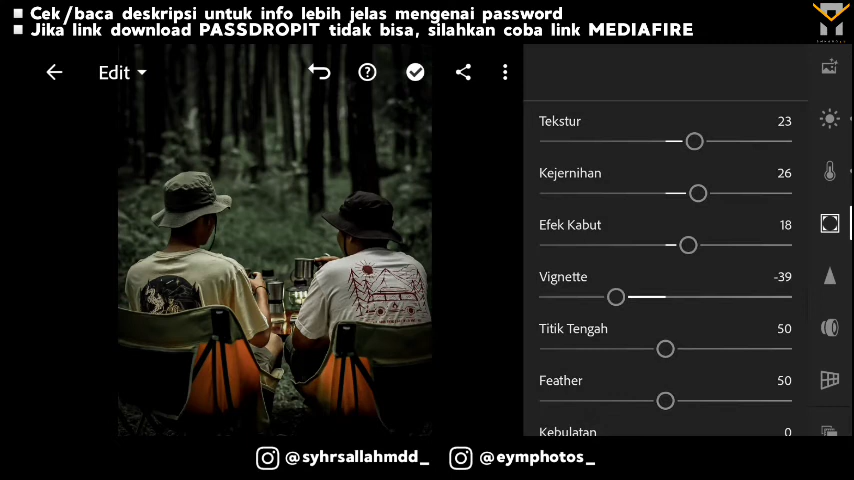 Cek/baca deskripsi untuk info lebih jelas mengenai password
Jika link download PASSDROPIT tidak bisa, silahkan coba link MEDIAFIRE
Edit
Tekstur 23
Kejernihan 26
Efek Kabut 18
Vignette -39
Titik Tengah 50
Feather 50
Kebulatan 0
@syhrsallahmdd_ @eymphotos_